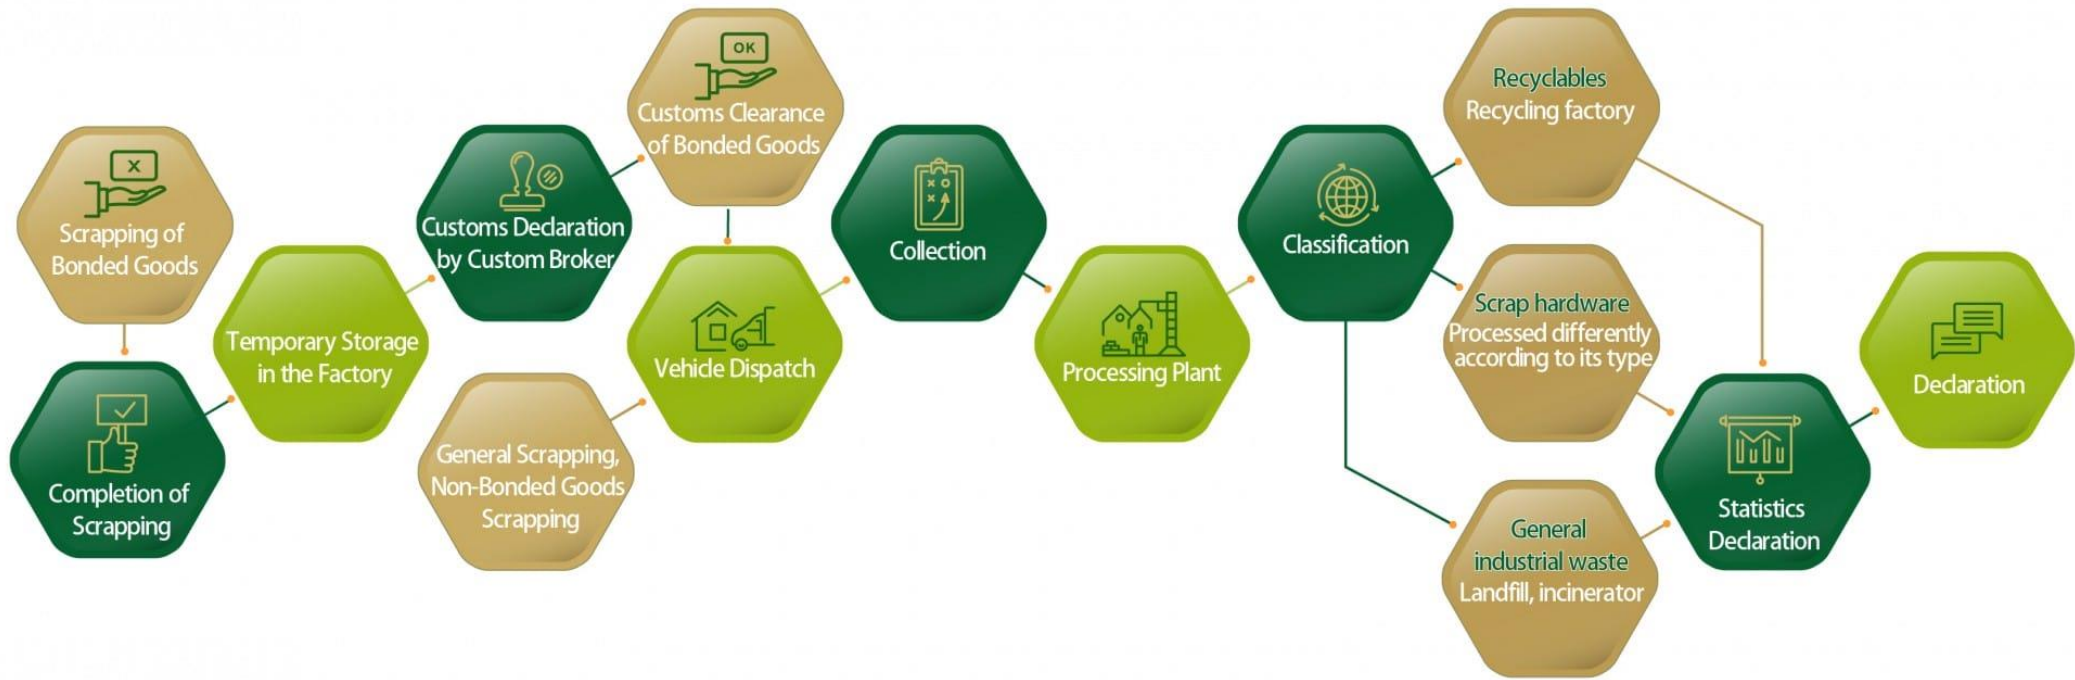 X
Scrapping of
Bonded Goods
Completion of
Scrapping
Temporary Storage
in the Factory
Customs Declaration
by Custom Broker
OK
Customs Clearance
of Bonded Goods
General Scrapping,
Non-Bonded Goods
Scrapping
Vehicle Dispatch
Collection
Processing Plant
Classification
Recyclables
Recycling factory
Scrap hardware
Processed differently
according to its type
General
industrial waste
Landfill, incinerator
Statistics
Declaration
Declaration